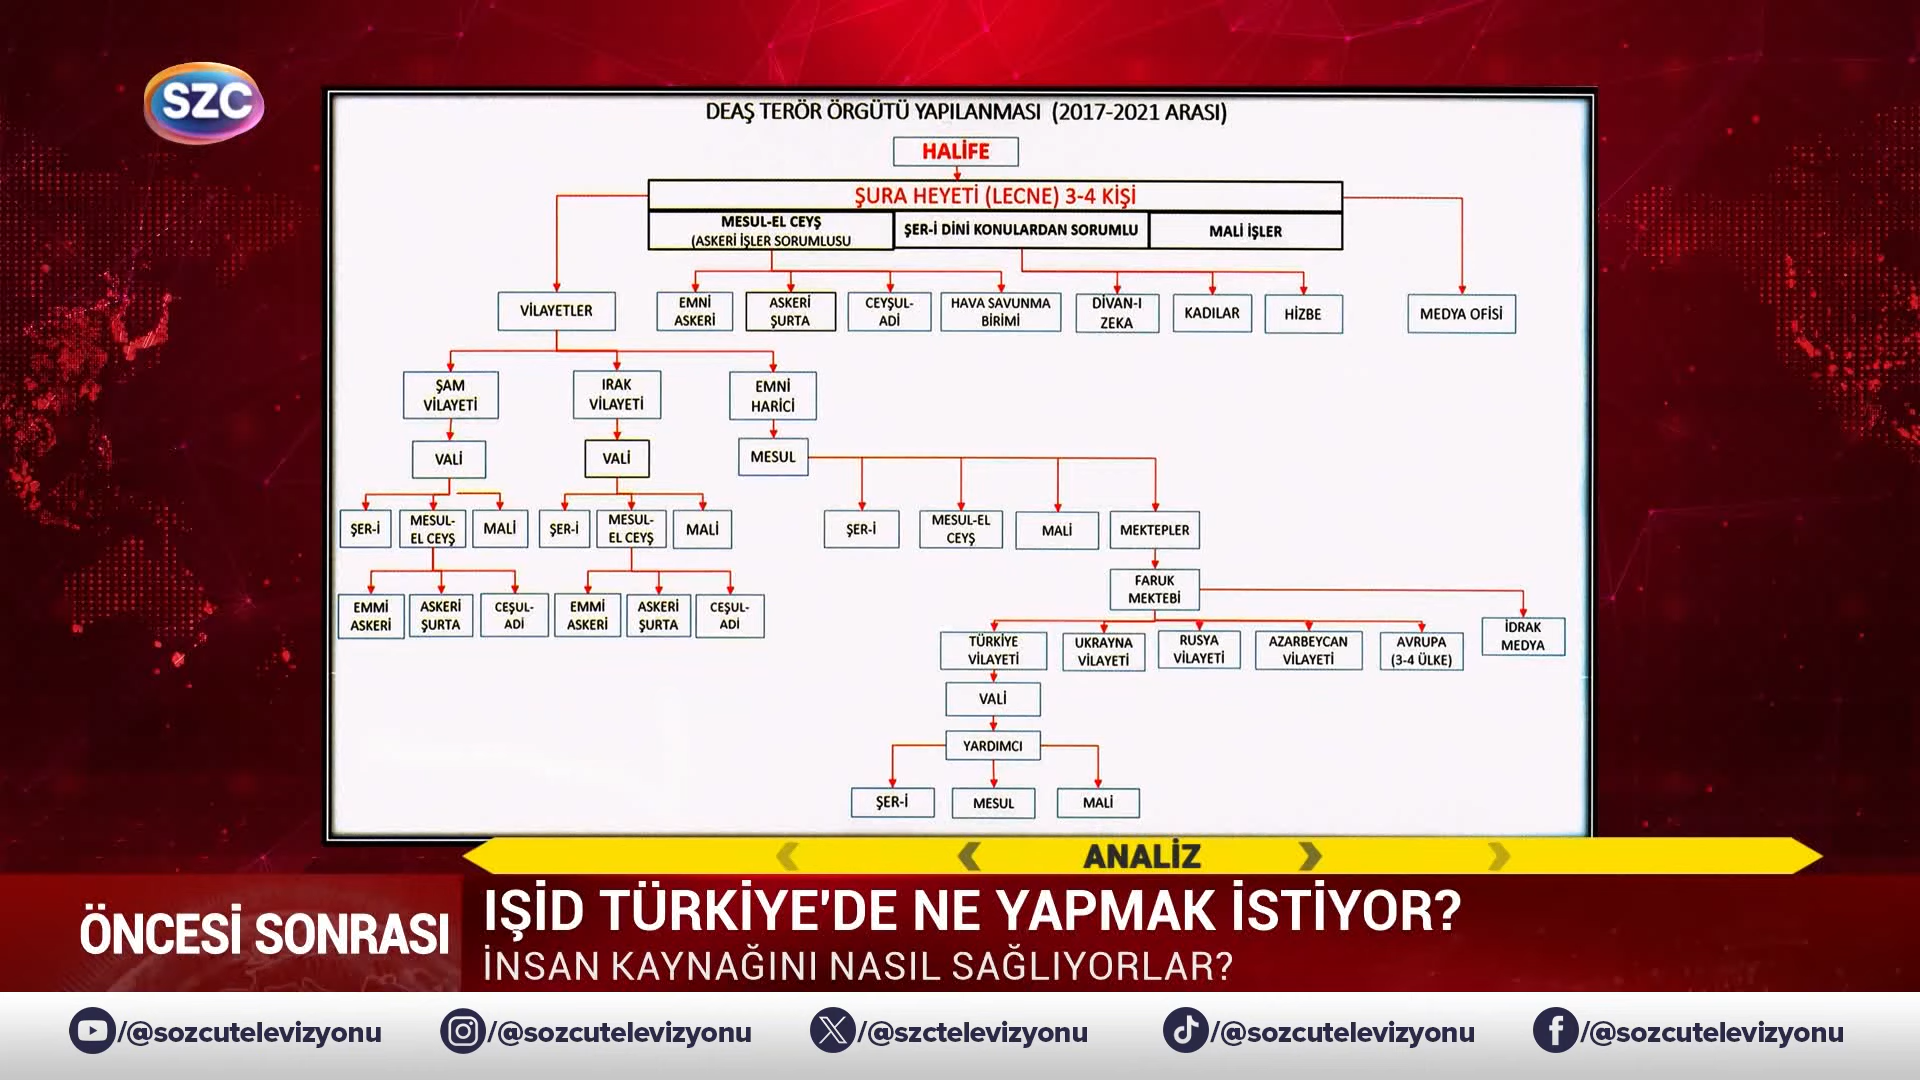 SZC
DEAŞ TERÖR ÖRGÜTÜ YAPILANMASI (2017-2021 ARASI)
HALİFE
ŞURA HEYETİ (LECNE) 3-4 KİŞİ
MESUL-EL CEYŞ
(ASKERİ İŞLER SORUMLUSU
ŞER-İ DİNİ KONULARDAN SORUMLU
MALİ İŞLER
VİLAYETLER
EMNİ
ASKERİ
ASKERİ
ŞURTA
CEYŞUL-
ADİ
HAVA SAVUNMA
BİRİMİ
DİVAN-I
ZEKA
KADILAR
HİZBE
MEDYA OFİSİ
ŞAM
VİLAYETİ
IRAK
VİLAYETİ
EMNİ
HARİCİ
VALİ
VALİ
MESUL
ŞER-İ
MESUL-
EL CEYŞ
MALİ
ŞER-İ
MESUL-
EL CEYŞ
MALİ
ŞER-İ
MESUL-EL
CEYŞ
MALİ
MEKTEPLER
EMMİ
ASKERİ
ASKERİ
ŞURTA
CEŞUL-
ADİ
EMMİ
ASKERİ
ASKERİ
ŞURTA
CEŞUL-
ADİ
FARUK
MEKTEBİ
TÜRKİYE
VİLAYETİ
UKRAYNA
VİLAYETİ
RUSYA
VİLAYETİ
AZARBEYCAN
VİLAYETİ
AVRUPA
(3-4 ÜLKE)
İDRAK
MEDYA
VALİ
YARDIMCI
ŞER-İ
MESUL
MALİ
ANALİZ
ÖNCESİ SONRASI
IŞİD TÜRKİYE'DE NE YAPMAK İSTİYOR?
İNSAN KAYNAĞINI NASIL SAĞLIYORLAR?
/@sozcutelevizyonu
/@sozcutelevizyonu
/@szctelevizyonu
/@sozcutelevizyonu
/@sozcutelevizyonu